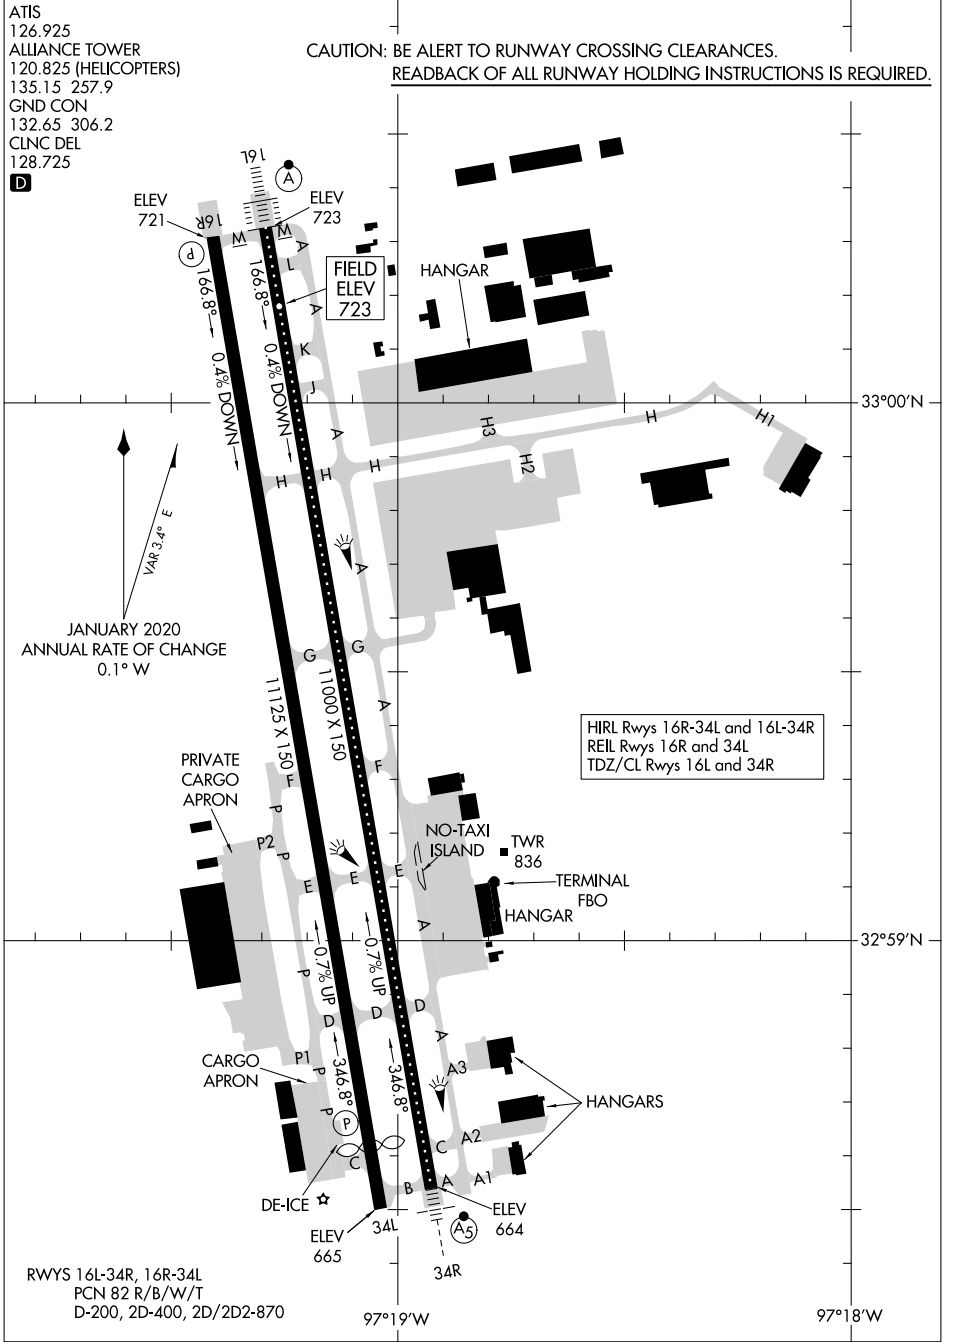 ATIS
126.925
ALLIANCE TOWER
120.825 (HELICOPTERS)
135.15 257.9
GND CON
132.65 306.2
CLNC DEL
128.725
D
CAUTION: BE ALERT TO RUNWAY CROSSING CLEARANCES.
READBACK OF ALL RUNWAY HOLDING INSTRUCTIONS IS REQUIRED.
16L
A
ELEV
721
16R
ELEV
723
P
M
M
A
L
166.8°
166.8°
FIELD
ELEV
723
HANGAR
A
K
J
0.4% DOWN
0.4% DOWN
33°00'N
A
H
H
H
H3
H2
H
H1
VAR 3.4° E
A
JANUARY 2020
ANNUAL RATE OF CHANGE
0.1° W
G
G
11125 X 150
11000 X 150
A
HIRL Rwys 16R-34L and 16L-34R
REIL Rwys 16R and 34L
TDZ/CL Rwys 16L and 34R
PRIVATE
CARGO
APRON
F
F
P
P2
P
E
E
E
NO-TAXI
ISLAND
TWR
836
TERMINAL
FBO
HANGAR
A
32°59'N
0.7% UP
0.7% UP
P
D
D
D
A
CARGO
APRON
P1
P
P
346.8°
346.8°
A3
P
HANGARS
C
C
A2
DE-ICE
B
A
A1
ELEV
665
34L
ELEV
664
A5
34R
RWYS 16L-34R, 16R-34L
PCN 82 R/B/W/T
D-200, 2D-400, 2D/2D2-870
97°19'W
97°18'W